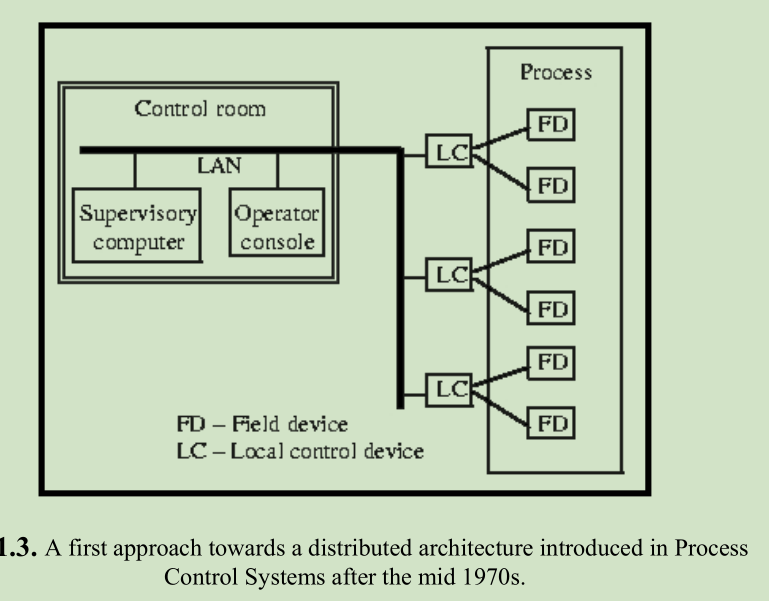 Process
Control room
FD
LC
LAN
FD
Supervisory
computer
Operator
console
FD
LC
FD
FD
LC
FD
FD – Field device
LC – Local control device
1.3. A first approach towards a distributed architecture introduced in Process
Control Systems after the mid 1970s.